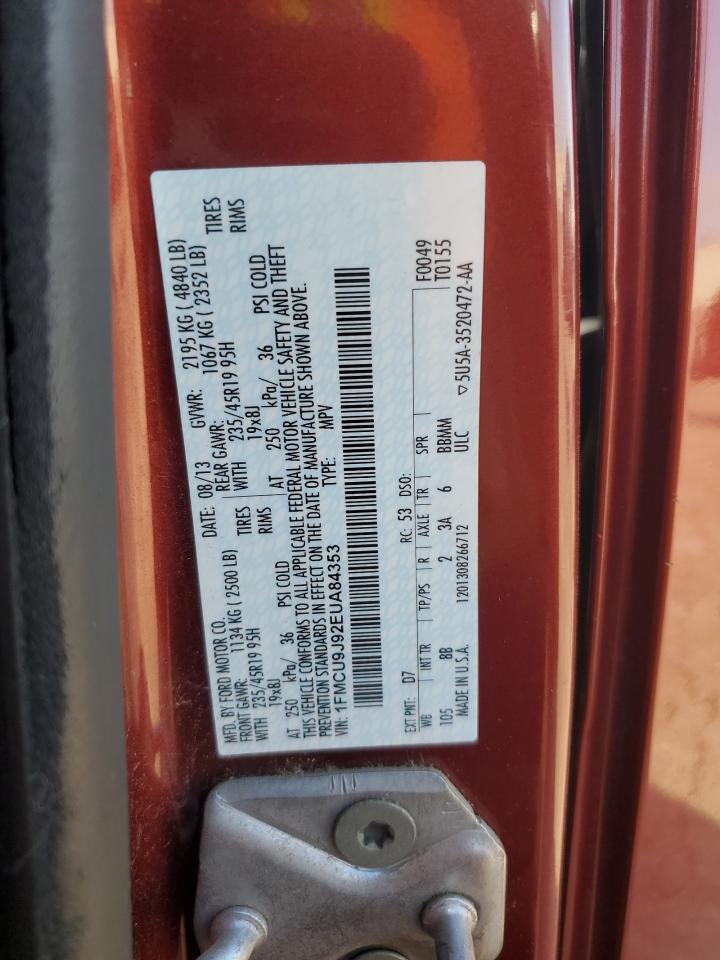 MFD. BY FORD MOTOR CO. DATE: 08/13 GVWR: 2195 KG ( 4840 LB)
FRONT GAWR: 1134 KG ( 2500 LB) REAR GAWR: 1067 KG ( 2352 LB)
WITH 235/45R19 95H TIRES WITH 235/45R19 95H TIRES
19x8J RIMS 19x8J RIMS
AT 250 kPa/ 36 PSI COLD AT 250 kPa/ 36 PSI COLD
THIS VEHICLE CONFORMS TO ALL APPLICABLE FEDERAL MOTOR VEHICLE SAFETY AND THEFT
PREVENTION STANDARDS IN EFFECT ON THE DATE OF MANUFACTURE SHOWN ABOVE.
VIN: 1FMCU9J92EUA84353 TYPE: MPV
F0049
EXT PNT: D7 RC: 53 DSO: T0155
WB INT TR TP/PS R AXLE TR SPR
105 8B 2 3A 6 BBMM
MADE IN U.S.A. 1201308266712 ULC
▽5U5A-3520472-AA